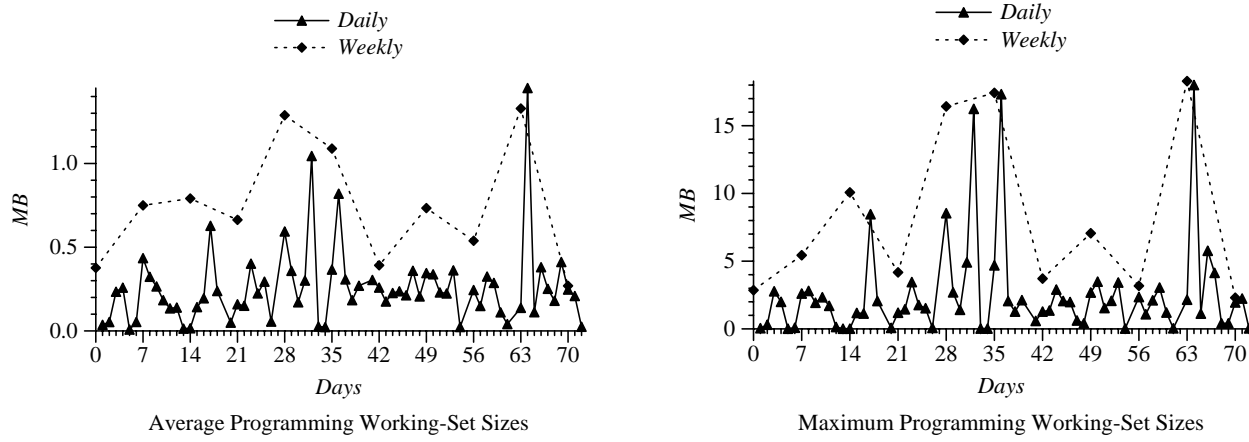 Daily
Weekly
MB
1.0
0.5
0.0
0 7 14 21 28 35 42 49 56 63 70
Days
Average Programming Working-Set Sizes
Daily
Weekly
MB
15
10
5
0
0 7 14 21 28 35 42 49 56 63 70
Days
Maximum Programming Working-Set Sizes